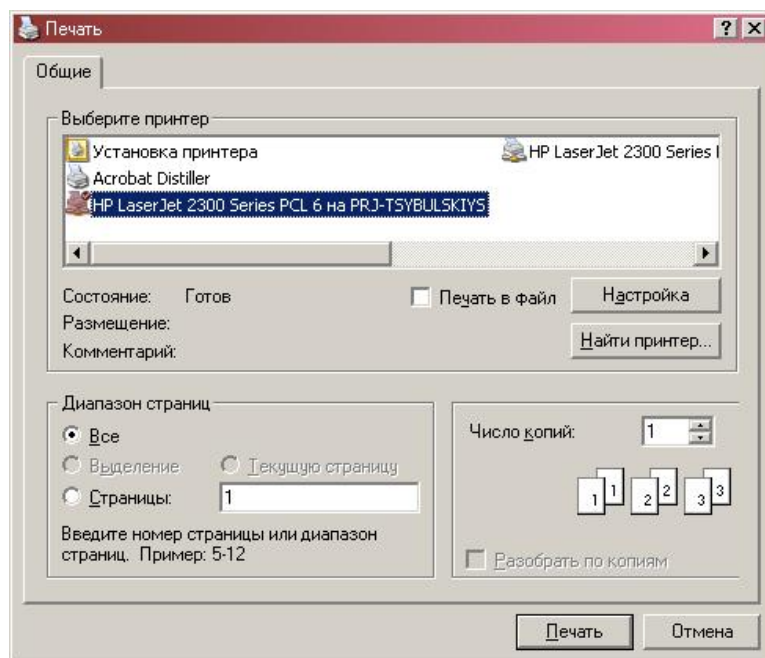 Печать
Общие
Выберите принтер
Установка принтера
HP LaserJet 2300 Series
Acrobat Distiller
HP LaserJet 2300 Series PCL 6 на PRJ-TSYBULSKIYS
Состояние: Готов
Печать в файл
Настройка
Размещение:
Найти принтер...
Комментарий:
Диапазон страниц
Все
Число копий: 1
Выделение
Текущую страницу
Страницы: 1
1 1 2 2 3 3
Введите номер страницы или диапазон
страниц. Пример: 5-12
Разобрать по копиям
Печать
Отмена